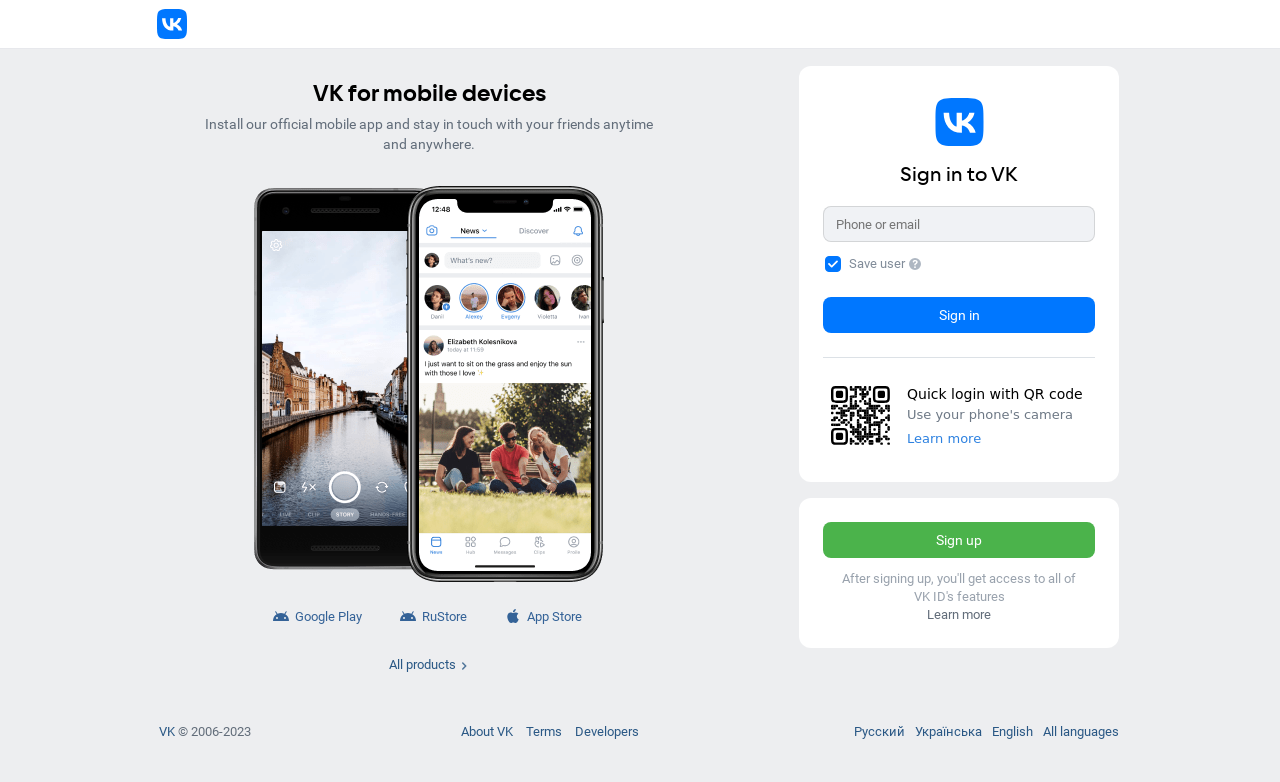 VK for mobile devices
Install our official mobile app and stay in touch with your friends anytime
and anywhere.
12:48
News
Discover
What's new?
Danil
Alexey
Evgeny
Violetta
Ivan
Elizabeth Kolesnikova
today at 11:59
I just want to sit on the grass and enjoy the sun
with those I love ✨
LIVE
CLIP
STORY
HANDS-FREE
News
Hub
Messages
Clips
Profile
Google Play
RuStore
App Store
All products
Sign in to VK
Phone or email
Save user
Sign in
Quick login with QR code
Use your phone's camera
Learn more
Sign up
After signing up, you'll get access to all of
VK ID's features
Learn more
VK © 2006-2023
About VK
Terms
Developers
Русский
Українська
English
All languages